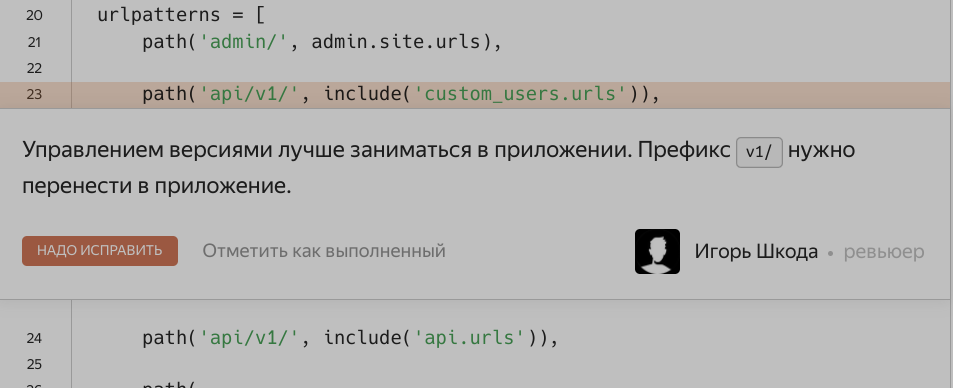 20 urlpatterns = [
21 path('admin/', admin.site.urls),
22
23 path('api/v1/', include('custom_users.urls')),
Управлением версиями лучше заниматься в приложении. Префикс v1/ нужно
перенести в приложение.
НАДО ИСПРАВИТЬ Отметить как выполненный Игорь Шкода • ревьюер
24 path('api/v1/', include('api.urls')),
25
26 path(